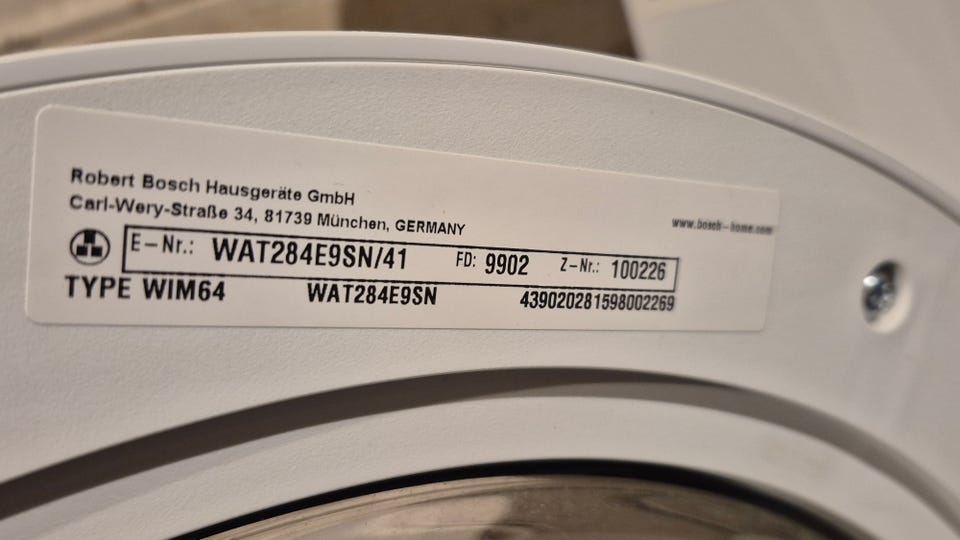 Robert Bosch Hausgeräte GmbH
Carl-Wery-Straße 34, 81739 München, GERMANY
www.bosch-home.com
E-Nr.: WAT284E9SN/41 FD: 9902 Z-Nr.: 100226
TYPE WIM64 WAT284E9SN 439020281598002269